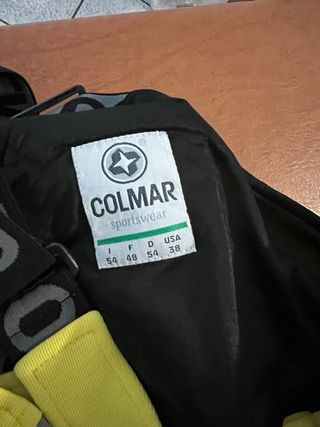 ®
COLMAR
sportswear
I F D USA
54 48 54 38